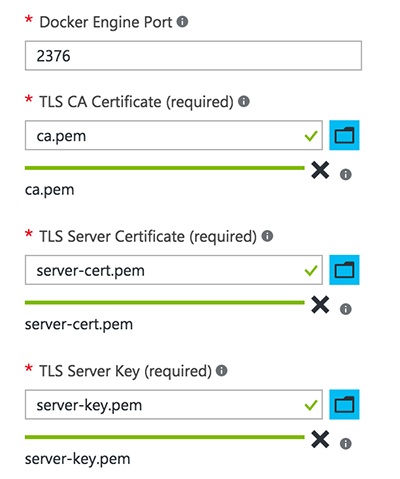 * Docker Engine Port
2376
* TLS CA Certificate (required)
ca.pem
ca.pem
* TLS Server Certificate (required)
server-cert.pem
server-cert.pem
* TLS Server Key (required)
server-key.pem
server-key.pem